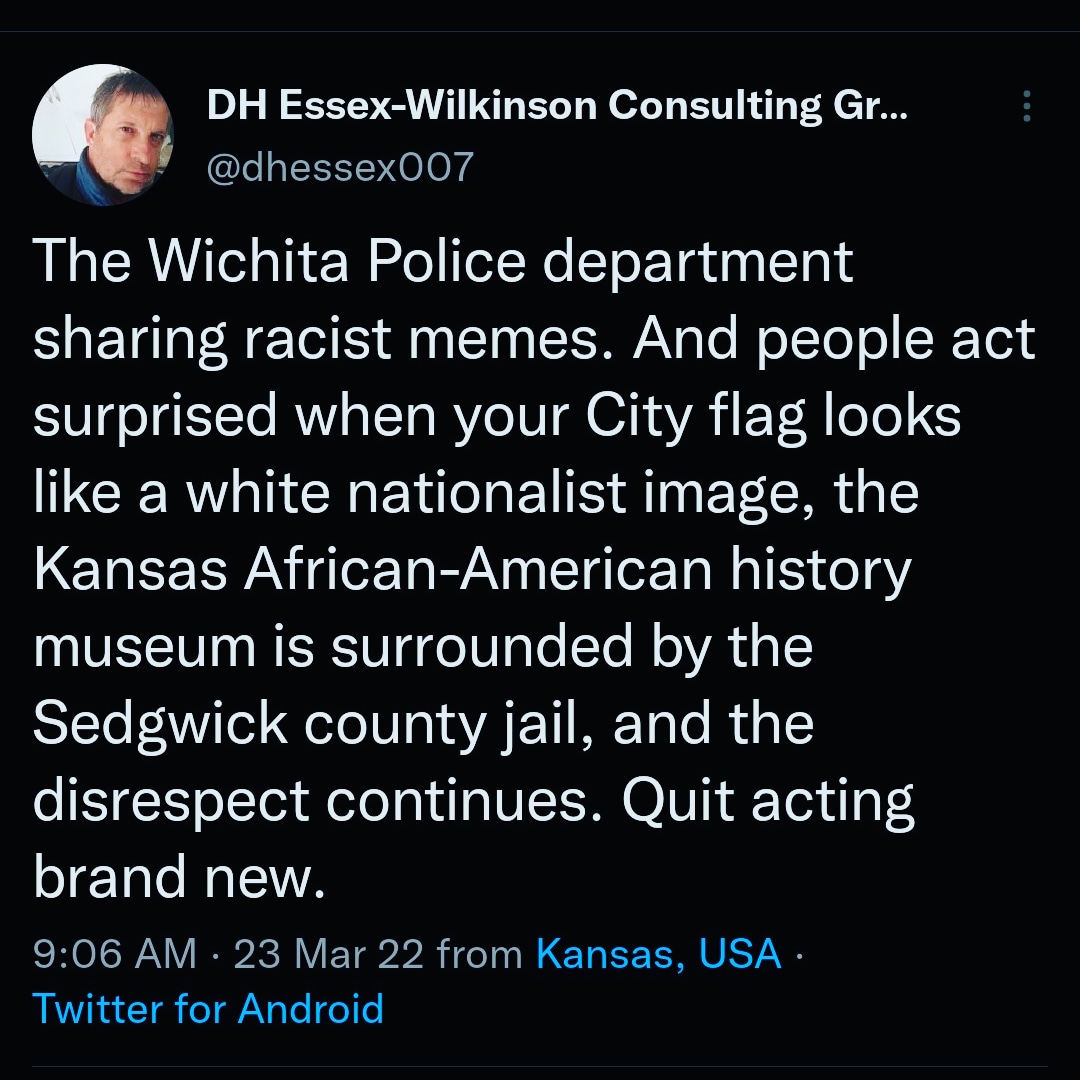 DH Essex-Wilkinson Consulting Gr...
@dhessex007
The Wichita Police department
sharing racist memes. And people act
surprised when your City flag looks
like a white nationalist image, the
Kansas African-American history
museum is surrounded by the
Sedgwick county jail, and the
disrespect continues. Quit acting
brand new.
9:06 AM · 23 Mar 22 from Kansas, USA ·
Twitter for Android